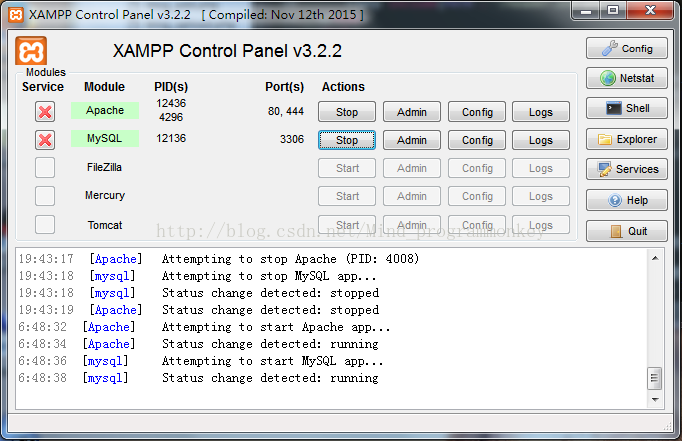 XAMPP Control Panel v3.2.2 [ Compiled: Nov 12th 2015 ]
XAMPP Control Panel v3.2.2
Config
Modules
Service Module PID(s) Port(s) Actions
Netstat
Apache 12436 4296 80, 444 Stop Admin Config Logs
Shell
MySQL 12136 3306 Stop Admin Config Logs
Explorer
FileZilla Start Admin Config Logs
Services
Mercury Start Admin Config Logs
Help
Tomcat Start Admin Config Logs
Quit
http://blog.csdn.net/Mind_programmonkey
19:43:17 [Apache] Attempting to stop Apache (PID: 4008)
19:43:18 [mysql] Attempting to stop MySQL app...
19:43:18 [mysql] Status change detected: stopped
19:43:19 [Apache] Status change detected: stopped
6:48:32 [Apache] Attempting to start Apache app...
6:48:34 [Apache] Status change detected: running
6:48:36 [mysql] Attempting to start MySQL app...
6:48:38 [mysql] Status change detected: running